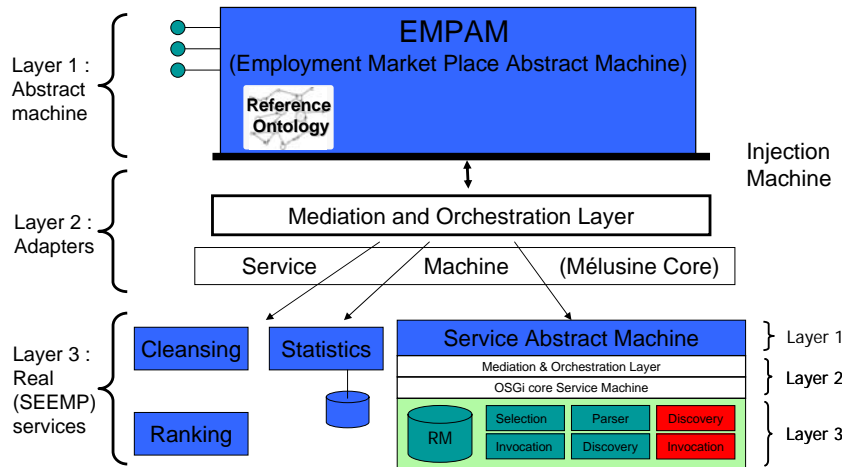 EMPAM
(Employment Market Place Abstract Machine)
Layer 1 :
Abstract
machine
Reference
Ontology
Injection
Machine
Mediation and Orchestration Layer
Layer 2 :
Adapters
Service Machine (Mélusine Core)
Layer 3 :
Real
(SEEMP)
services
Cleansing
Statistics
Ranking
Service Abstract Machine
Mediation & Orchestration Layer
OSGi core Service Machine
RM
Selection Parser Discovery
Invocation Discovery Invocation
Layer 1
Layer 2
Layer 3